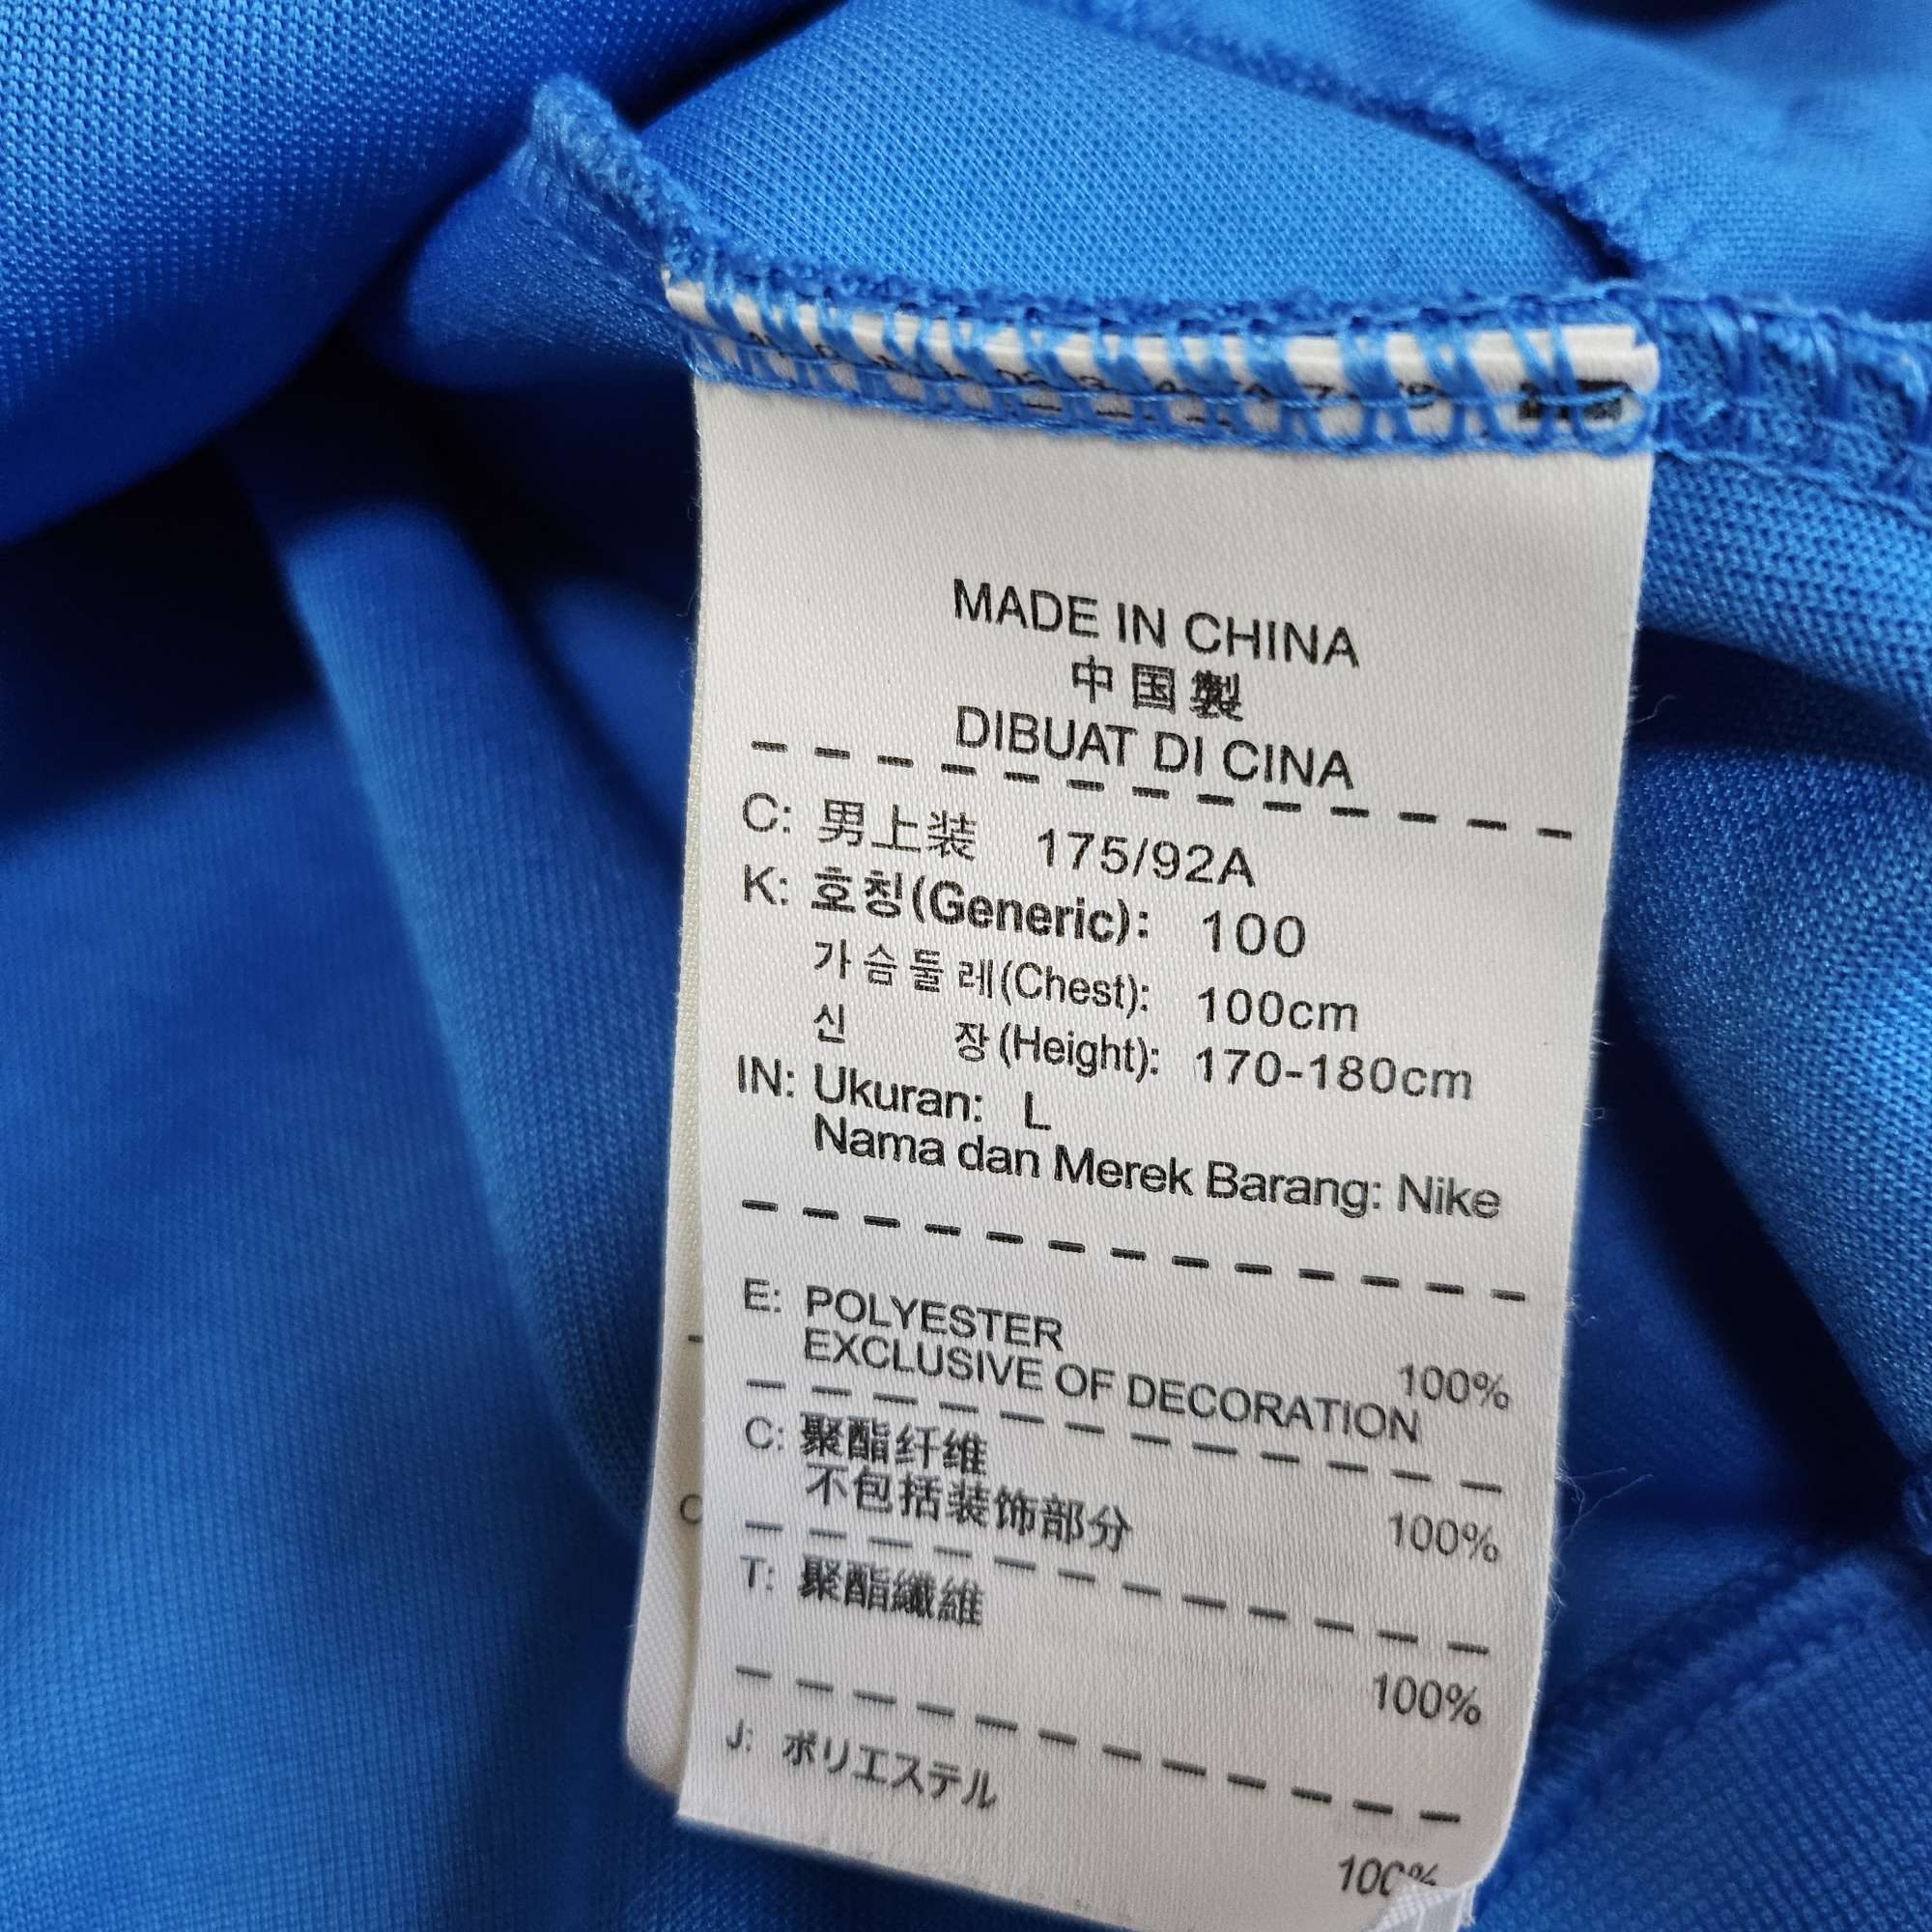 MADE IN CHINA
中国製
DIBUAT DI CINA
C: 男上装 175/92A
K: 호칭(Generic): 100
가슴둘레(Chest): 100cm
신 장(Height): 170-180cm
IN: Ukuran: L
Nama dan Merek Barang: Nike
E: POLYESTER 100%
EXCLUSIVE OF DECORATION
C: 聚酯纤维 100%
不包括装饰部分
T: 聚酯纖維 100%
J: ポリエステル 100%